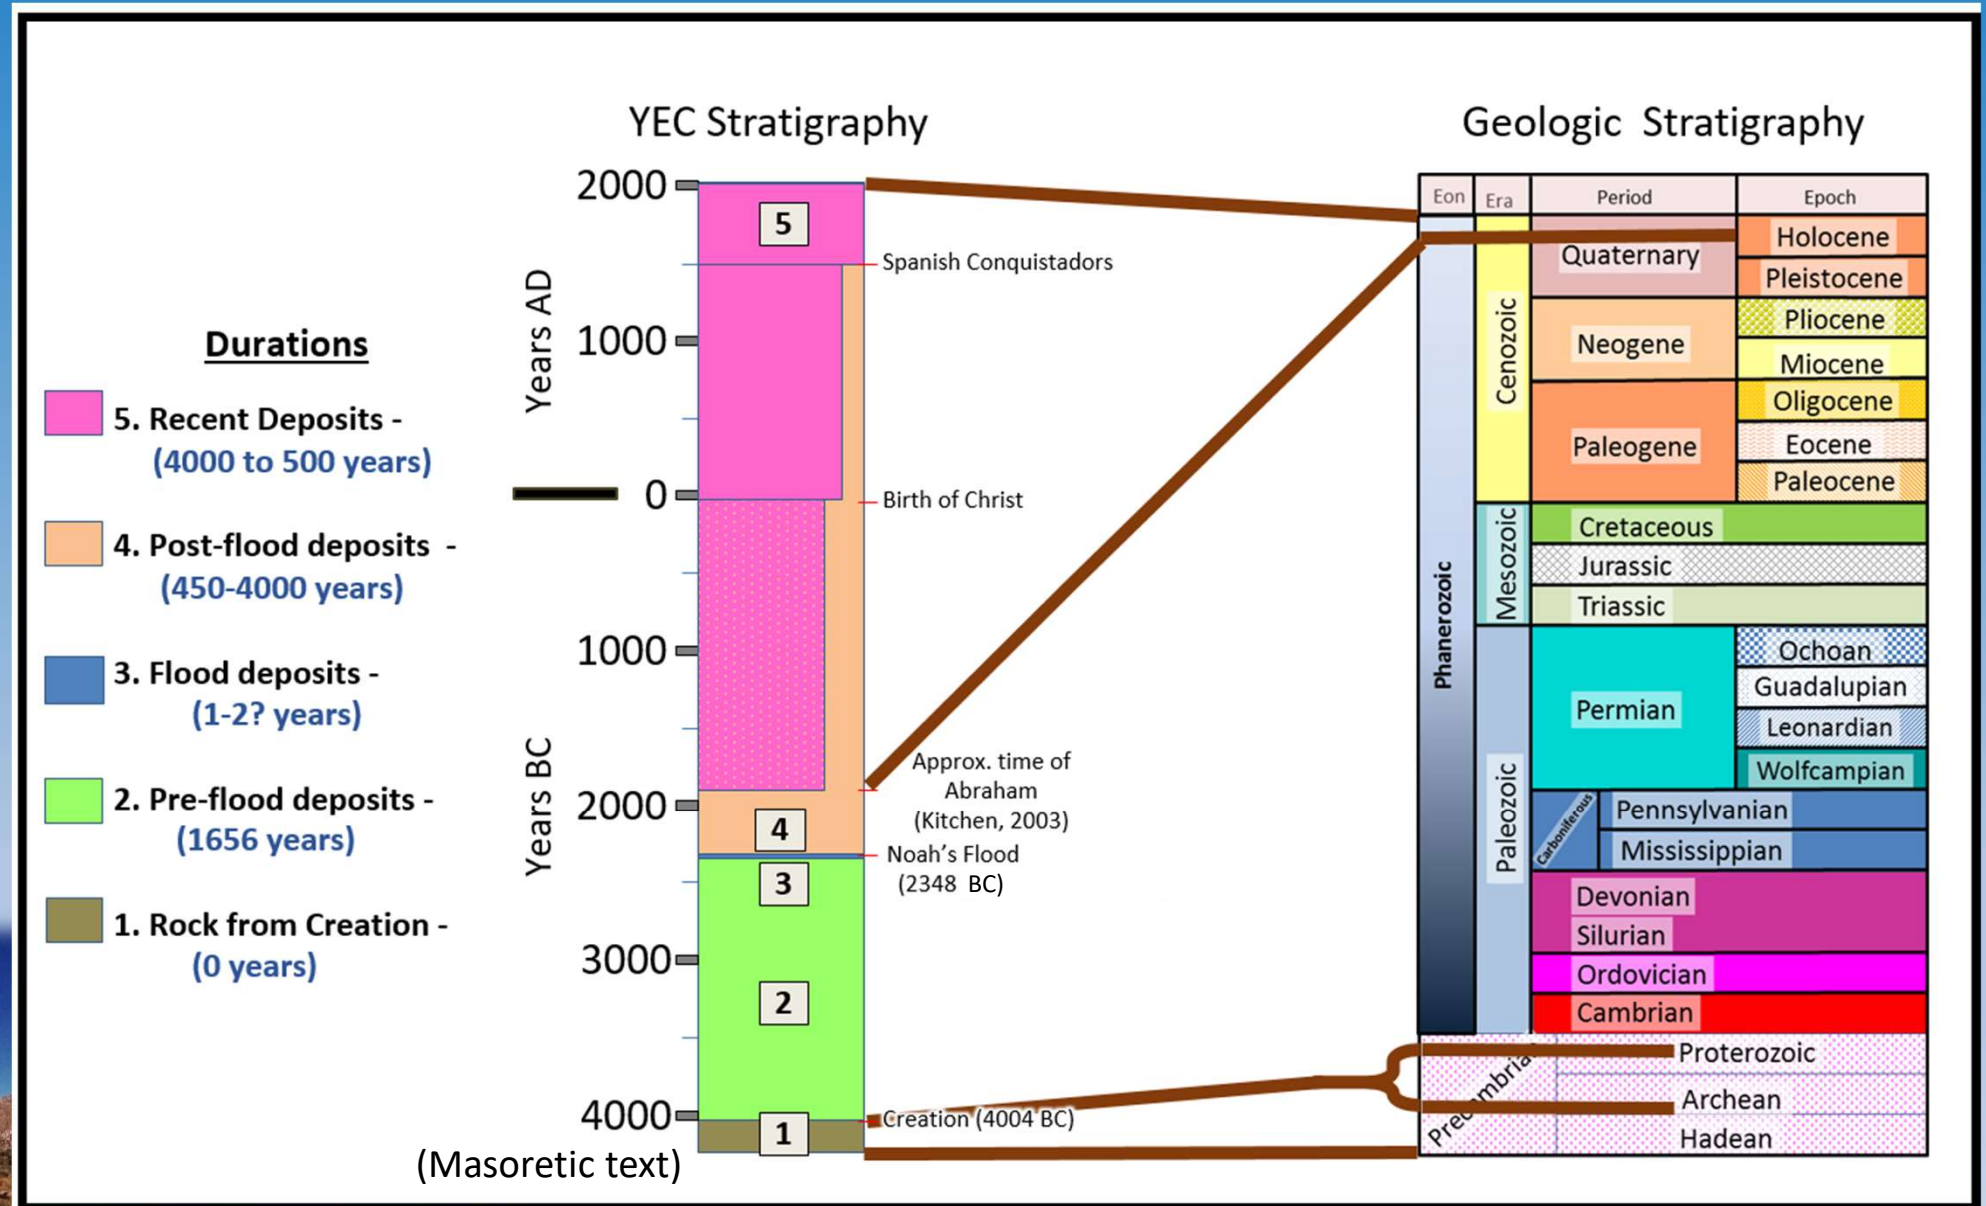 YEC Stratigraphy
Geologic Stratigraphy
Durations
5. Recent Deposits -
(4000 to 500 years)
4. Post-flood deposits -
(450-4000 years)
3. Flood deposits -
(1-2? years)
2. Pre-flood deposits -
(1656 years)
1. Rock from Creation -
(0 years)
Years AD
Years BC
2000
1000
0
1000
2000
3000
4000
(Masoretic text)
5
4
3
2
1
Spanish Conquistadors
Birth of Christ
Approx. time of
Abraham
(Kitchen, 2003)
Noah's Flood
(2348 BC)
Creation (4004 BC)
Eon
Era
Period
Epoch
Phanerozoic
Cenozoic
Quaternary
Holocene
Pleistocene
Neogene
Pliocene
Miocene
Paleogene
Oligocene
Eocene
Paleocene
Mesozoic
Cretaceous
Jurassic
Triassic
Paleozoic
Permian
Ochoan
Guadalupian
Leonardian
Wolfcampian
Carboniferous
Pennsylvanian
Mississippian
Devonian
Silurian
Ordovician
Cambrian
Precambrian
Proterozoic
Archean
Hadean